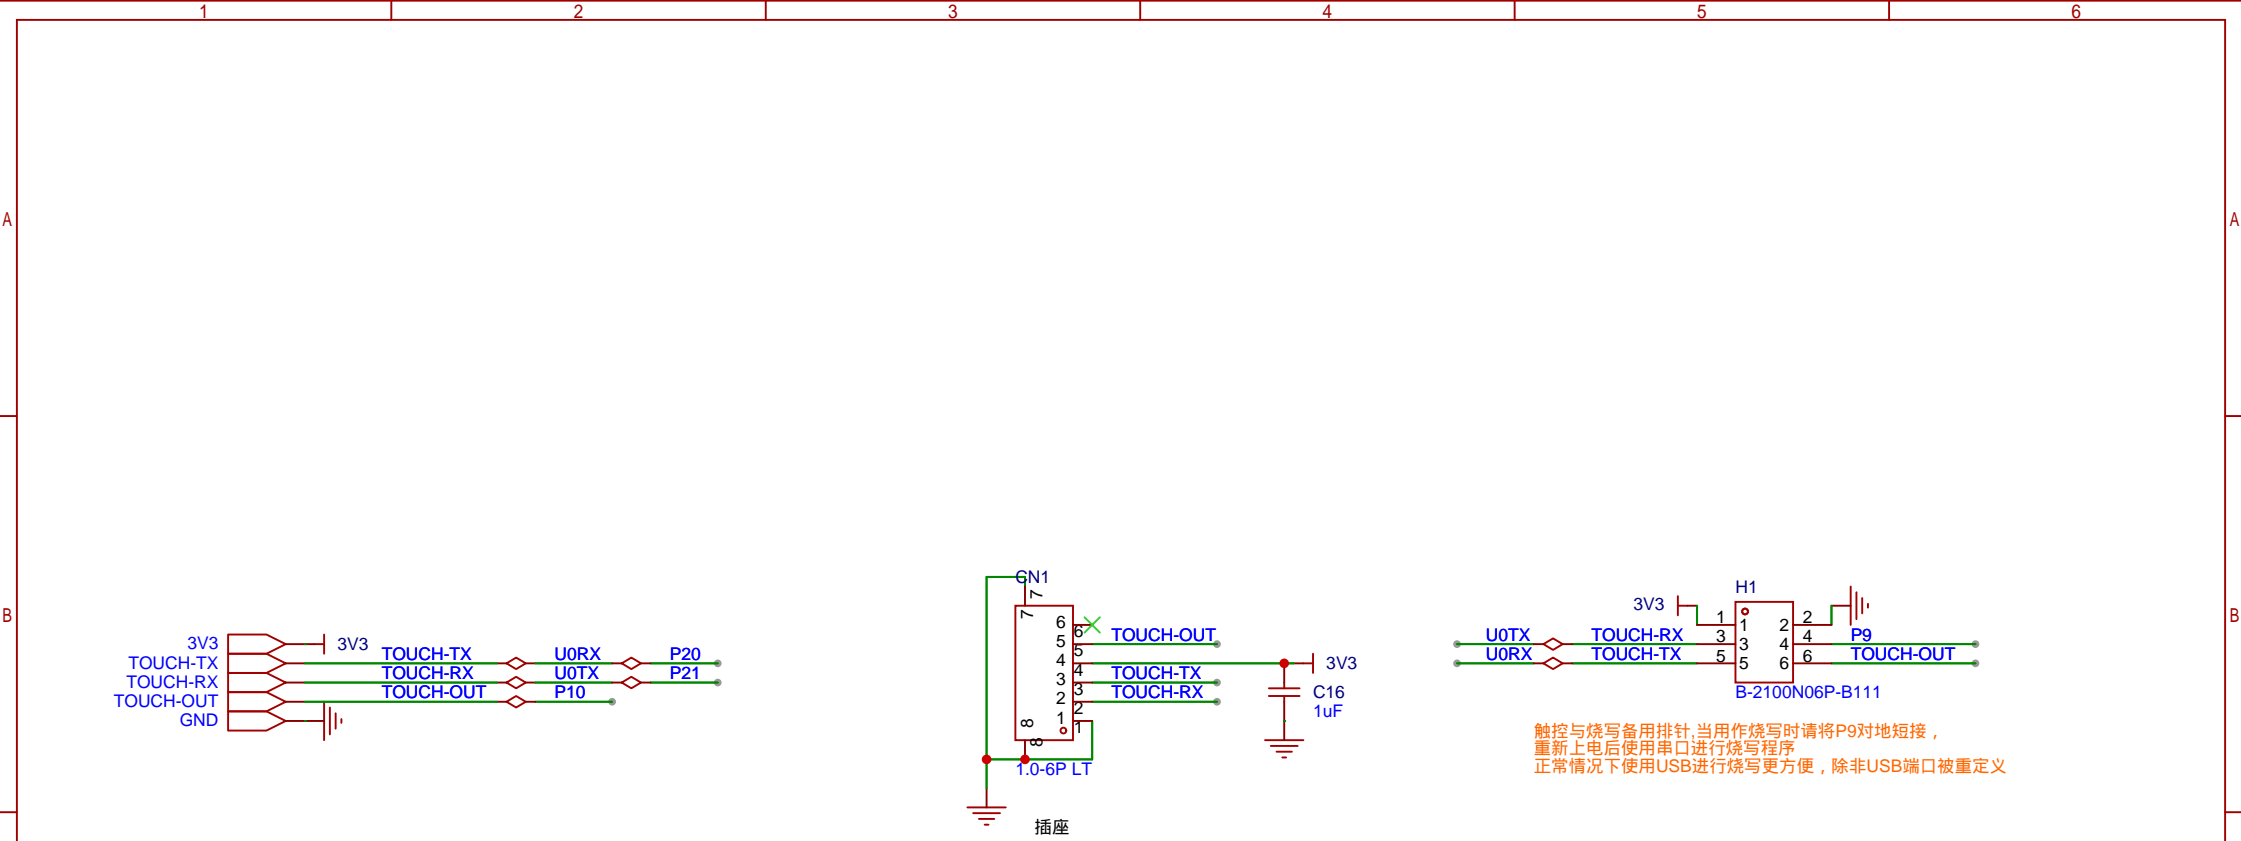 1 2 3 4 5 6
A A
B B
3V3 3V3
TOUCH-TX TOUCH-TX U0RX P20
TOUCH-RX TOUCH-RX U0TX P21
TOUCH-OUT TOUCH-OUT P10
GND
CN1
7
7
6 6
5 5 TOUCH-OUT
4 4 3V3
3 3 TOUCH-TX
2 2 TOUCH-RX
1 1
8
8
C16
1uF
1.0-6P LT
插座
H1
3V3
1 1 2 2
U0TX TOUCH-RX 3 3 4 4 P9
U0RX TOUCH-TX 5 5 6 6 TOUCH-OUT
B-2100N06P-B111
触控与烧写备用排针,当用作烧写时请将P9对地短接，
重新上电后使用串口进行烧写程序
正常情况下使用USB进行烧写更方便，除非USB端口被重定义